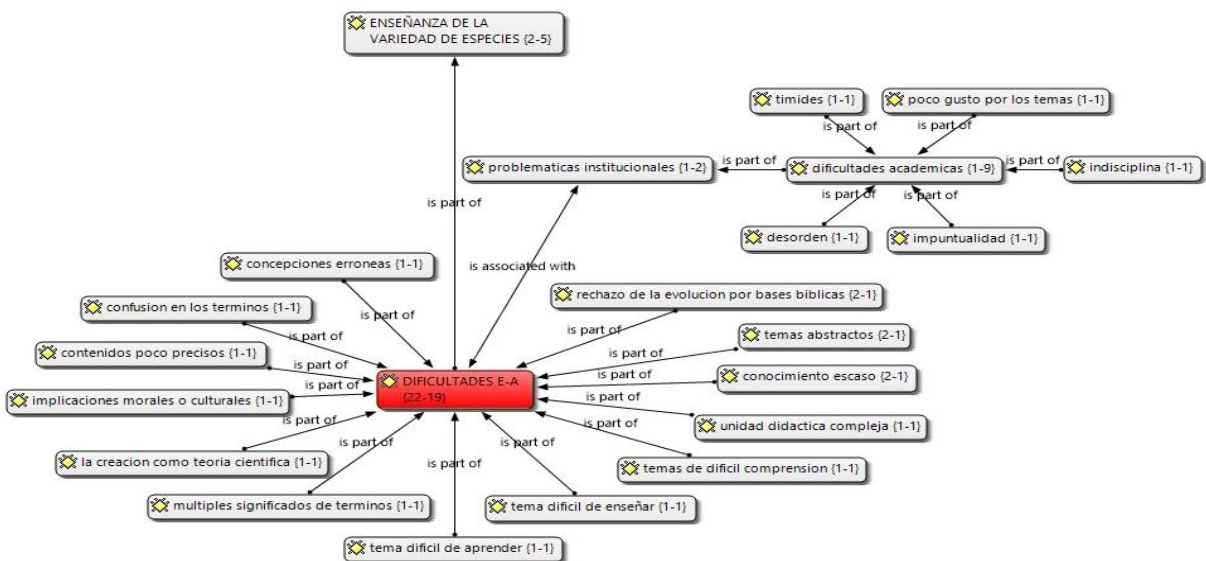 ENSEÑANZA DE LA
VARIEDAD DE ESPECIES {2-5}
timides {1-1}
poco gusto por los temas {1-1}
is part of
is part of
problematicas institucionales {1-2}
is part of
dificultades academicas {1-9}
is part of
indisciplina {1-1}
is part of
is part of
desorden {1-1}
impuntualidad {1-1}
is part of
concepciones erroneas {1-1}
is associated with
rechazo de la evolucion por bases biblicas {2-1}
confusion en los terminos {1-1}
is part of
is part of
is part of
temas abstractos {2-1}
contenidos poco precisos {1-1}
is part of
is part of
DIFICULTADES E-A
{22-19}
is part of
conocimiento escaso {2-1}
implicaciones morales o culturales {1-1}
is part of
is part of
unidad didactica compleja {1-1}
is part of
is part of
is part of
is part of
is part of
la creacion como teoria cientifica {1-1}
temas de dificil comprension {1-1}
multiples significados de terminos {1-1}
tema dificil de enseñar {1-1}
tema dificil de aprender {1-1}